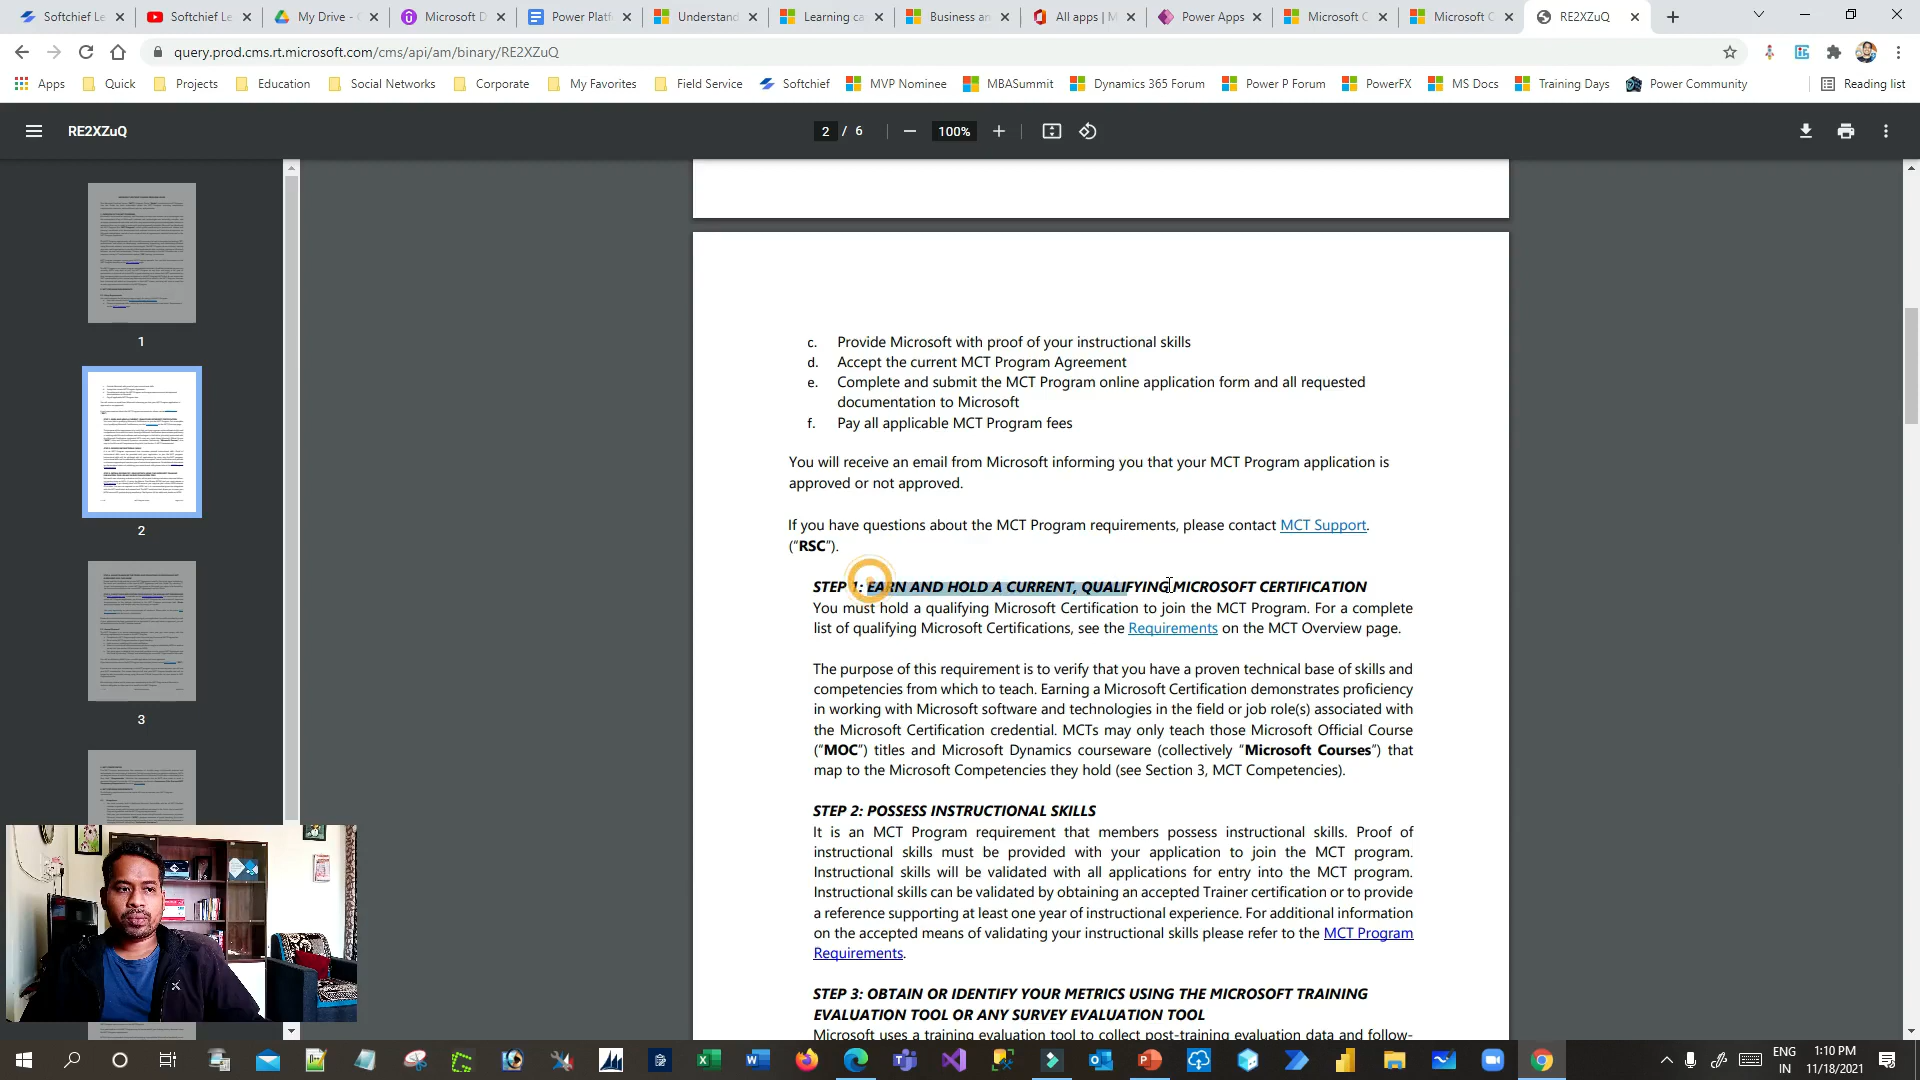 Softchief Le
Softchief Le
My Drive -
Microsoft D
Power Platf
Understand
Learning ca
Business an
All apps | M
Power Apps
Microsoft C
Microsoft C
RE2XZuQ
query.prod.cms.rt.microsoft.com/cms/api/am/binary/RE2XZuQ
Apps
Quick
Projects
Education
Social Networks
Corporate
My Favorites
Field Service
Softchief
MVP Nominee
MBASummit
Dynamics 365 Forum
Power P Forum
PowerFX
MS Docs
Training Days
Power Community
Reading list
RE2XZuQ
2 / 6
100%
1
2
3
c. Provide Microsoft with proof of your instructional skills
d. Accept the current MCT Program Agreement
e. Complete and submit the MCT Program online application form and all requested
documentation to Microsoft
f. Pay all applicable MCT Program fees
You will receive an email from Microsoft informing you that your MCT Program application is
approved or not approved.
If you have questions about the MCT Program requirements, please contact MCT Support.
("RSC").
STEP 1: EARN AND HOLD A CURRENT, QUALIFYING MICROSOFT CERTIFICATION
You must hold a qualifying Microsoft Certification to join the MCT Program. For a complete
list of qualifying Microsoft Certifications, see the Requirements on the MCT Overview page.
The purpose of this requirement is to verify that you have a proven technical base of skills and
competencies from which to teach. Earning a Microsoft Certification demonstrates proficiency
in working with Microsoft software and technologies in the field or job role(s) associated with
the Microsoft Certification credential. MCTs may only teach those Microsoft Official Course
("MOC") titles and Microsoft Dynamics courseware (collectively "Microsoft Courses") that
map to the Microsoft Competencies they hold (see Section 3, MCT Competencies).
STEP 2: POSSESS INSTRUCTIONAL SKILLS
It is an MCT Program requirement that members possess instructional skills. Proof of
instructional skills must be provided with your application to join the MCT program.
Instructional skills will be validated with all applications for entry into the MCT program.
Instructional skills can be validated by obtaining an accepted Trainer certification or to provide
a reference supporting at least one year of instructional experience. For additional information
on the accepted means of validating your instructional skills please refer to the MCT Program
Requirements.
STEP 3: OBTAIN OR IDENTIFY YOUR METRICS USING THE MICROSOFT TRAINING
EVALUATION TOOL OR ANY SURVEY EVALUATION TOOL
Microsoft uses a training evaluation tool to collect post-training evaluation data and follow-
ENG
IN
1:10 PM
11/18/2021